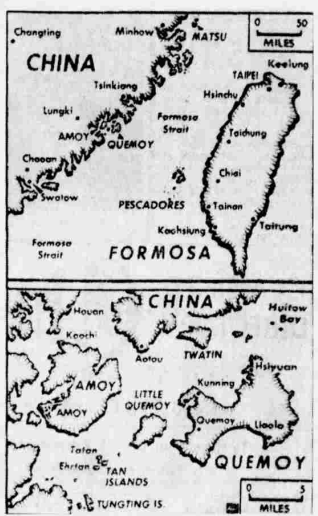 Changting
Minhow
MATSU
0 50
MILES
CHINA
Keelung
TAIPEI
Tsinkiang
Hsinchu
Lungki
Formosa
Strait
AMOY
QUEMOY
Taichung
Chaoan
Chiai
Swatow
PESCADORES
Tainan
Kaohsiung
Taitung
Formosa
Strait
FORMOSA
CHINA
Houan
Huitow
Bay
Kaochi
Aotou
TWATIN
Hsiyuan
AMOY
LITTLE
QUEMOY
Kunning
AMOY
Quemoy
Liaolo
Tatan
Ehrtan
TAN
ISLANDS
QUEMOY
TUNGTING IS.
0 5
MILES